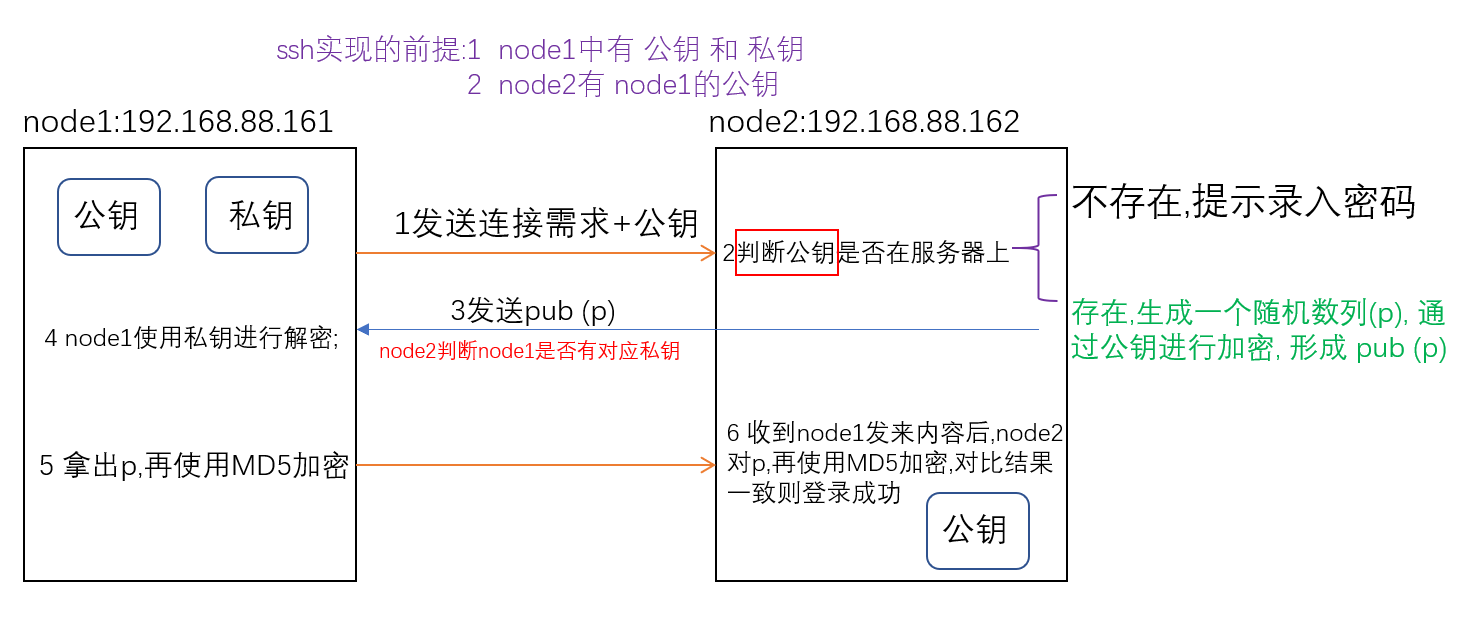 ssh实现的前提:1 node1中有 公钥 和 私钥
2 node2有 node1的公钥
node1:192.168.88.161
node2:192.168.88.162
公钥
私钥
1发送连接需求+公钥
2判断公钥是否在服务器上
不存在,提示录入密码
3发送pub (p)
4 node1使用私钥进行解密;
node2判断node1是否有对应私钥
存在,生成一个随机数列(p), 通
过公钥进行加密, 形成 pub (p)
5 拿出p,再使用MD5加密
6 收到node1发来内容后,node2
对p,再使用MD5加密,对比结果
一致则登录成功
公钥